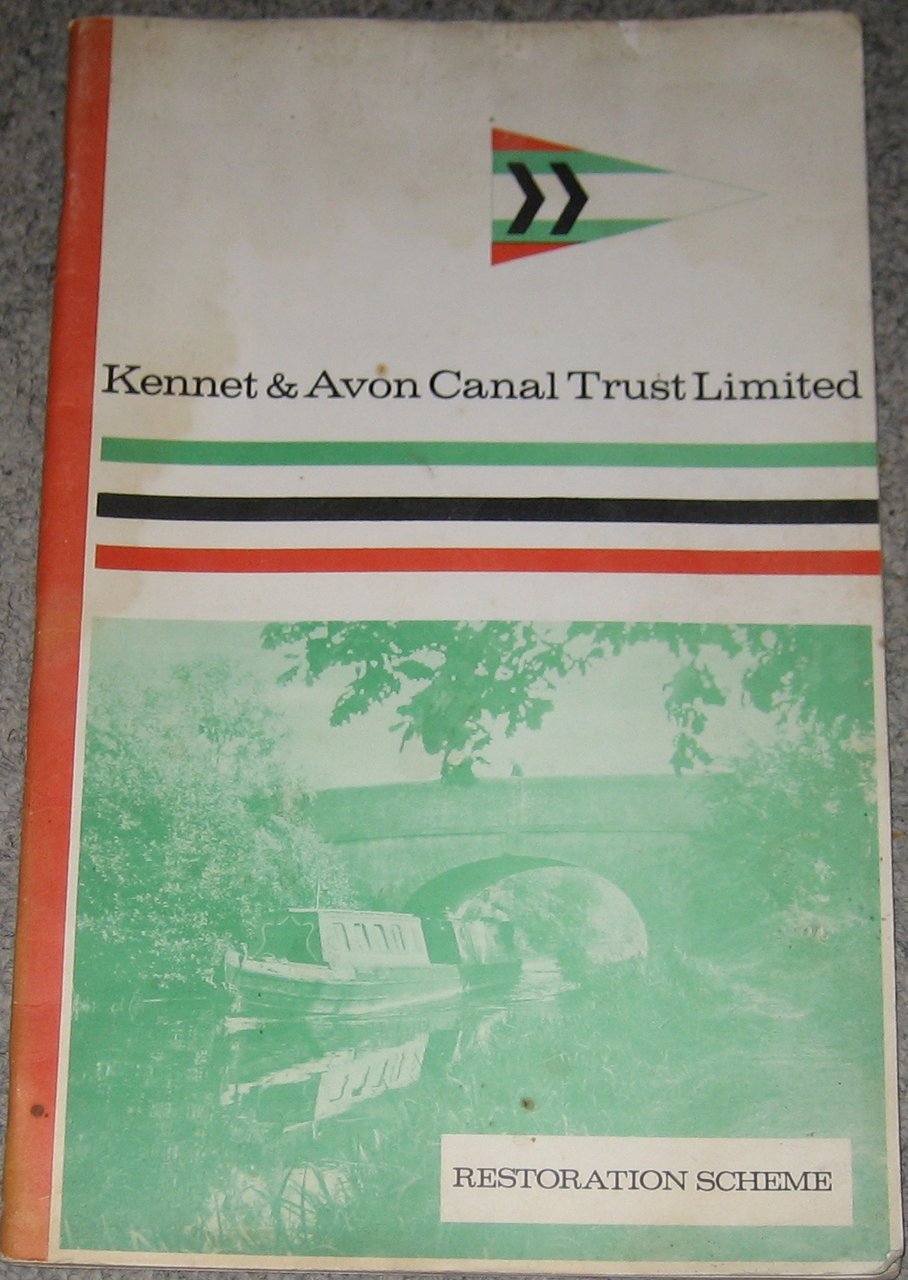 Kennet & Avon Canal Trust Limited
RESTORATION SCHEME